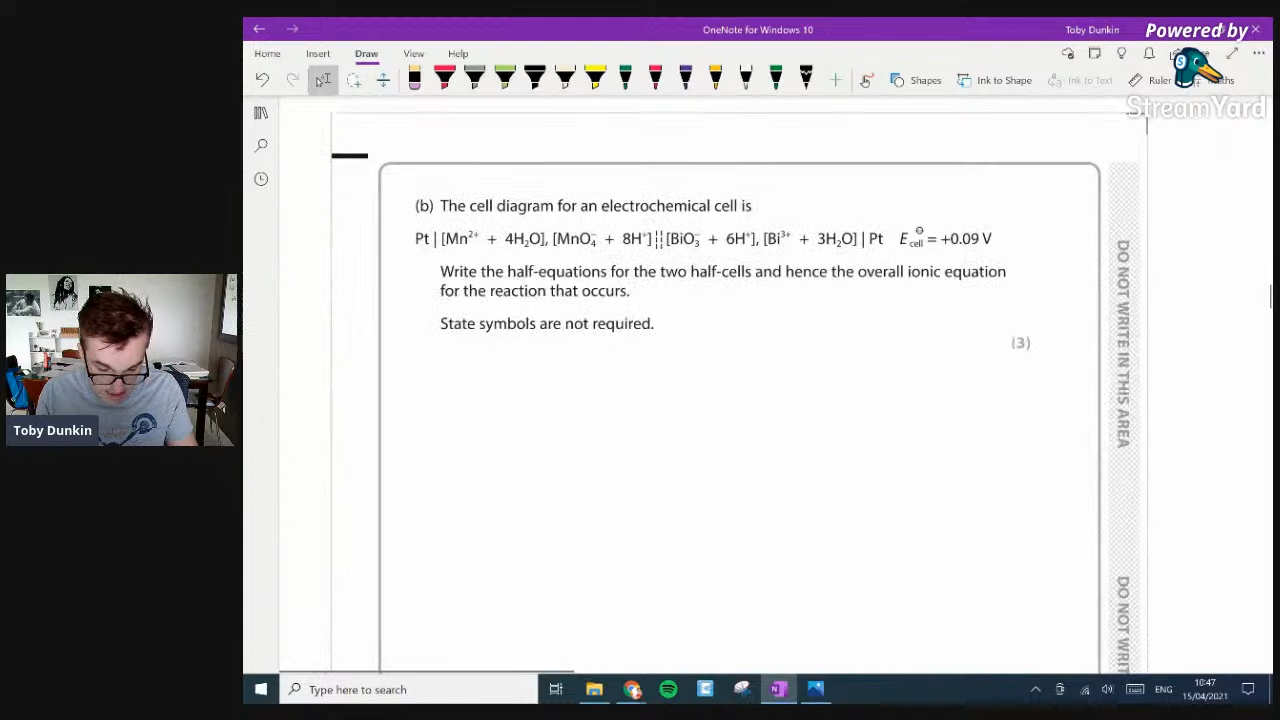 OneNote for Windows 10
Toby Dunkin
Powered by
StreamYard
Home Insert Draw View Help
Shapes Ink to Shape Ink to Text Ruler
(b) The cell diagram for an electrochemical cell is
Pt | [Mn²⁺ + 4H₂O], [MnO₄⁻ + 8H⁺] ¦¦ [BiO₃⁻ + 6H⁺], [Bi³⁺ + 3H₂O] | Pt E⦵cell = +0.09 V
Write the half-equations for the two half-cells and hence the overall ionic equation
for the reaction that occurs.
State symbols are not required.
(3)
DO NOT WRITE IN THIS AREA
DO NOT WRIT
Toby Dunkin
Type here to search
ENG
10:47
15/04/2021